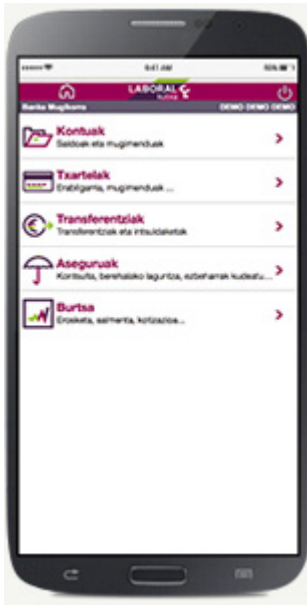 9:41 AM
LABORAL
kutxa
Banka Mugikorra DEMO DEMO DEMO
Kontuak
Saldoak eta mugimenduak
Txartelak
Erabilgarria, mugimenduak ...
Transferentziak
Transferentziak eta intsuldaketak
Aseguruak
Kontsulta, berehalako laguntza, ezbeharrak kudeatu...
Burtsa
Erosketa, salmenta, kotizazioa...